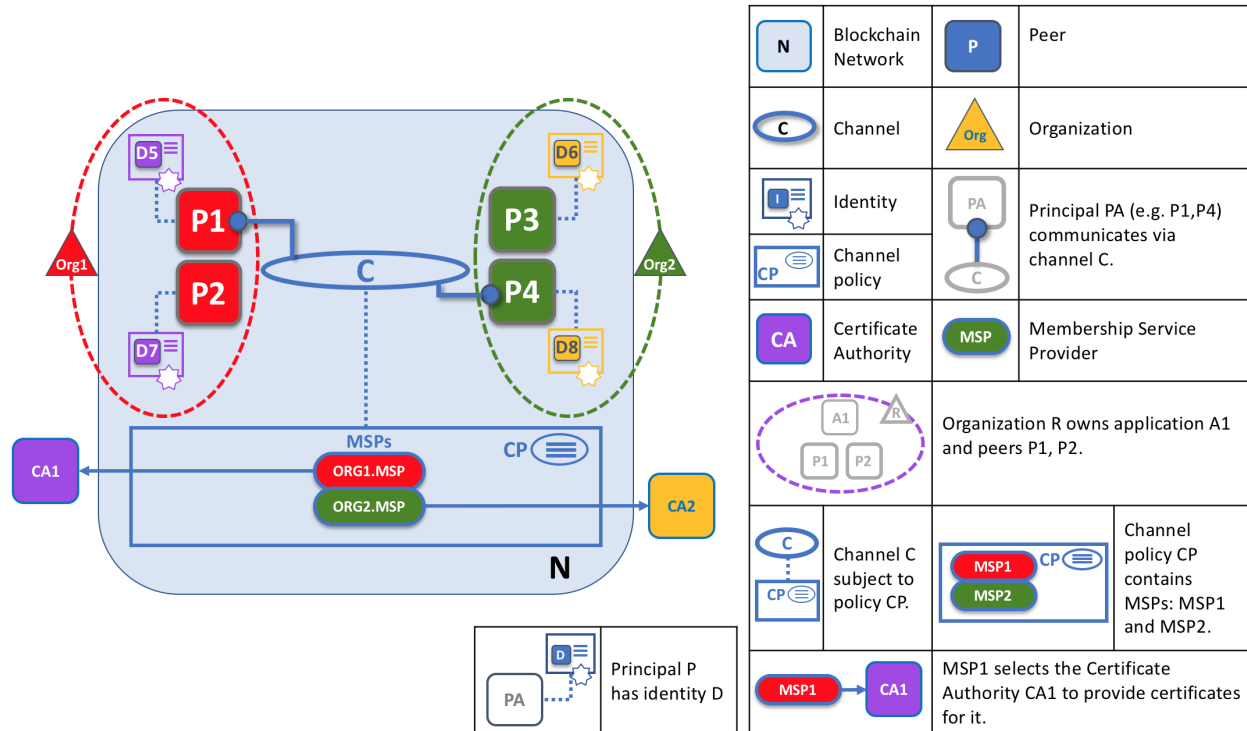 D5
D6
P1
P3
Org1
C
Org2
P2
P4
D7
D8
MSPs
CP
CA1
ORG1.MSP
ORG2.MSP
CA2
N
D
PA
Principal P
has identity D
N
Blockchain
Network
P
Peer
C
Channel
Org
Organization
I
Identity
PA
C
Principal PA (e.g. P1,P4)
communicates via
channel C.
CP
Channel
policy
CA
Certificate
Authority
MSP
Membership Service
Provider
A1
R
P1
P2
Organization R owns application A1
and peers P1, P2.
C
CP
Channel C
subject to
policy CP.
MSP1
MSP2
CP
Channel
policy CP
contains
MSPs: MSP1
and MSP2.
MSP1
CA1
MSP1 selects the Certificate
Authority CA1 to provide certificates
for it.